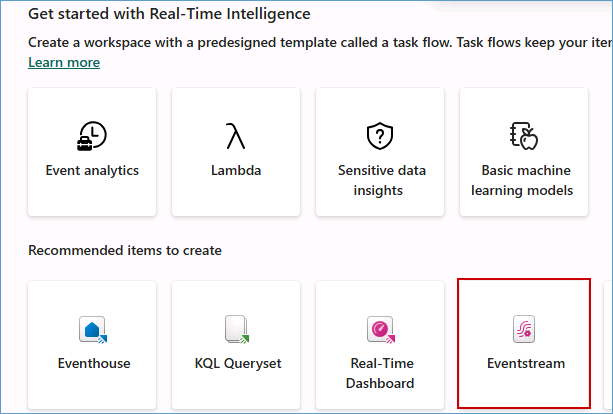 Get started with Real-Time Intelligence
Create a workspace with a predesigned template called a task flow. Task flows keep your
Learn more
Event analytics
Lambda
Sensitive data
insights
Basic machine
learning models
Recommended items to create
Eventhouse
KQL Queryset
Real-Time
Dashboard
Eventstream